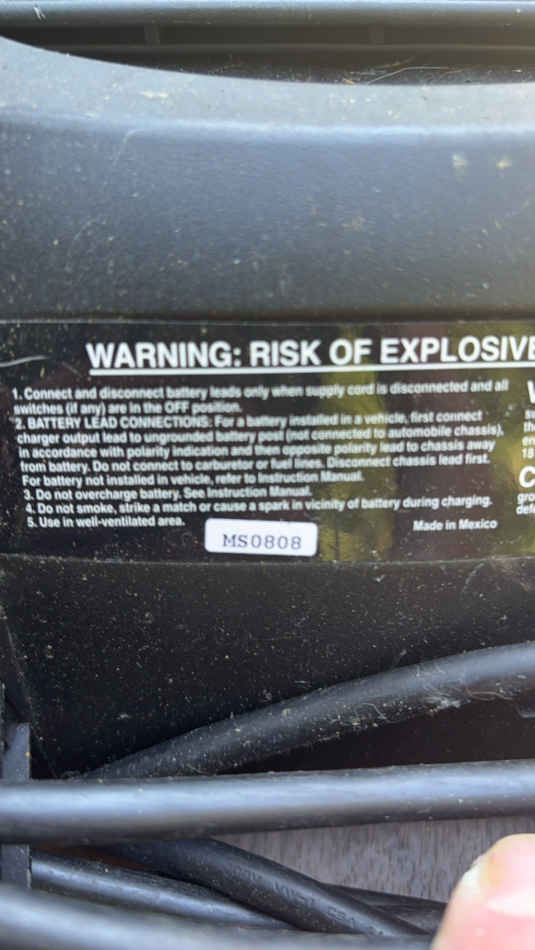 WARNING: RISK OF EXPLOSIVE
1. Connect and disconnect battery leads only when supply cord is disconnected and all
switches (if any) are in the OFF position.
2. BATTERY LEAD CONNECTIONS: For a battery installed in a vehicle, first connect
charger output lead to ungrounded battery post (not connected to automobile chassis),
in accordance with polarity indication and then opposite polarity lead to chassis away
from battery. Do not connect to carburetor or fuel lines. Disconnect chassis lead first.
For battery not installed in vehicle, refer to Instruction Manual.
3. Do not overcharge battery. See Instruction Manual.
4. Do not smoke, strike a match or cause a spark in vicinity of battery during charging.
5. Use in well-ventilated area.
Made in Mexico
MS0808
W
su
the
en
18
C
gro
defe